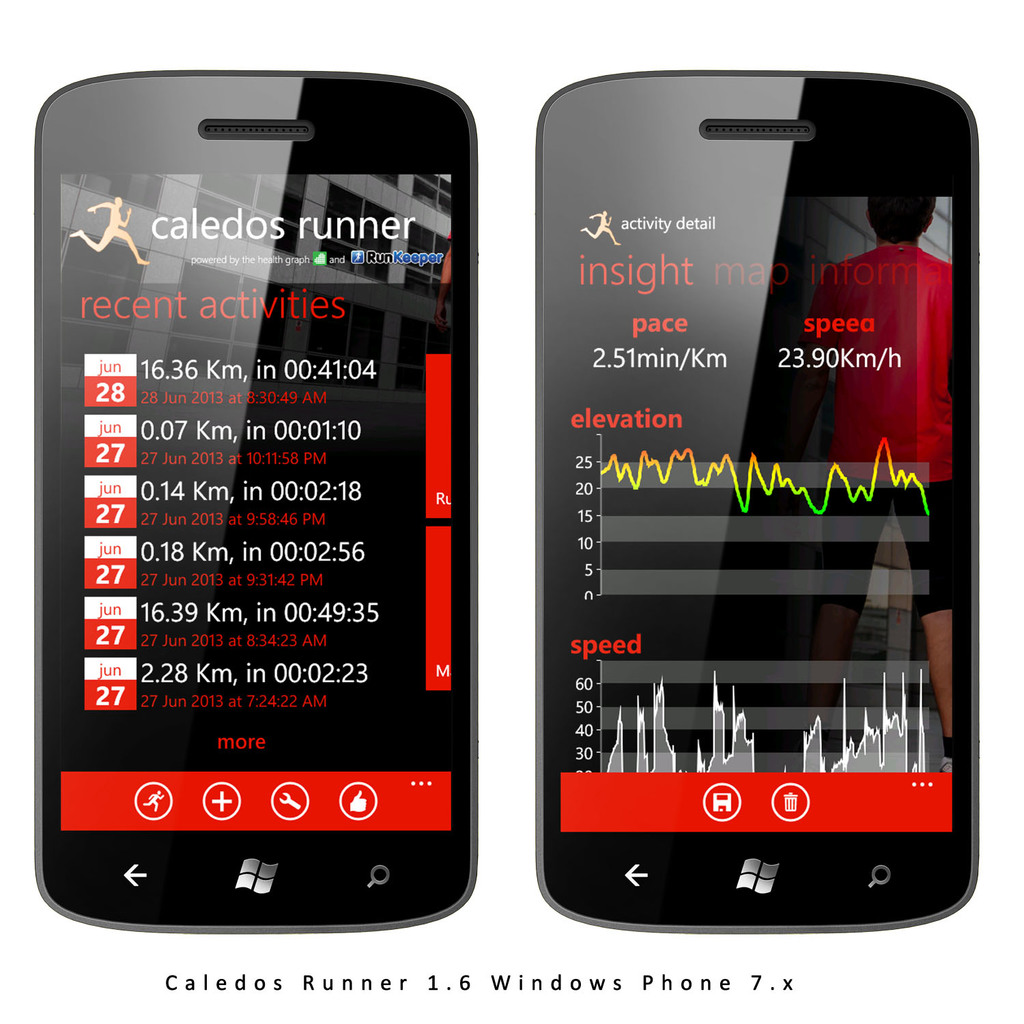 caledos runner
powered by the health graph and RunKeeper
recent activities
jun
28
16.36 Km, in 00:41:04
28 Jun 2013 at 8:30:49 AM
jun
27
0.07 Km, in 00:01:10
27 Jun 2013 at 10:11:58 PM
jun
27
0.14 Km, in 00:02:18
27 Jun 2013 at 9:58:46 PM
jun
27
0.18 Km, in 00:02:56
27 Jun 2013 at 9:31:42 PM
jun
27
16.39 Km, in 00:49:35
27 Jun 2013 at 8:34:23 AM
jun
27
2.28 Km, in 00:02:23
27 Jun 2013 at 7:24:22 AM
more
Ru
M
activity detail
insight map informat
pace speed
2.51min/Km 23.90Km/h
elevation
25
20
15
10
5
0
speed
60
50
40
30
Caledos Runner 1.6 Windows Phone 7.x